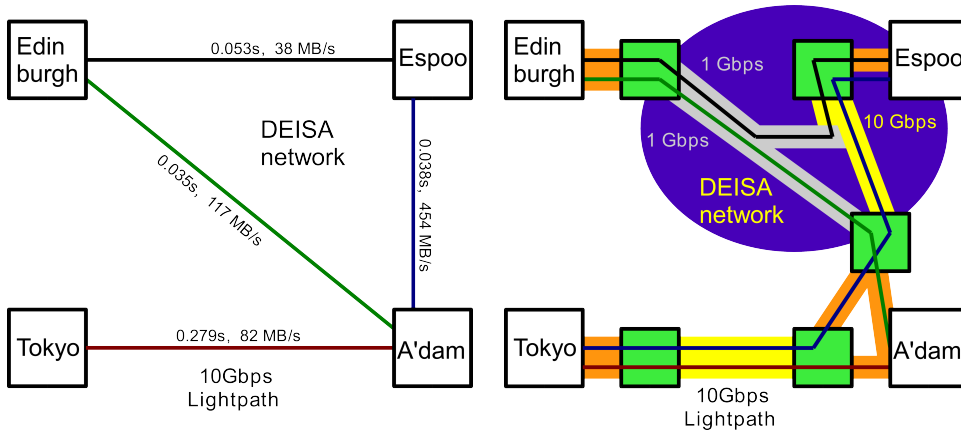 Edin
burgh
0.053s, 38 MB/s
Espoo
DEISA
network
0.035s, 117 MB/s
0.038s, 454 MB/s
Tokyo
0.279s, 82 MB/s
A'dam
10Gbps
Lightpath
Edin
burgh
1 Gbps
Espoo
1 Gbps
10 Gbps
DEISA
network
Tokyo
A'dam
10Gbps
Lightpath